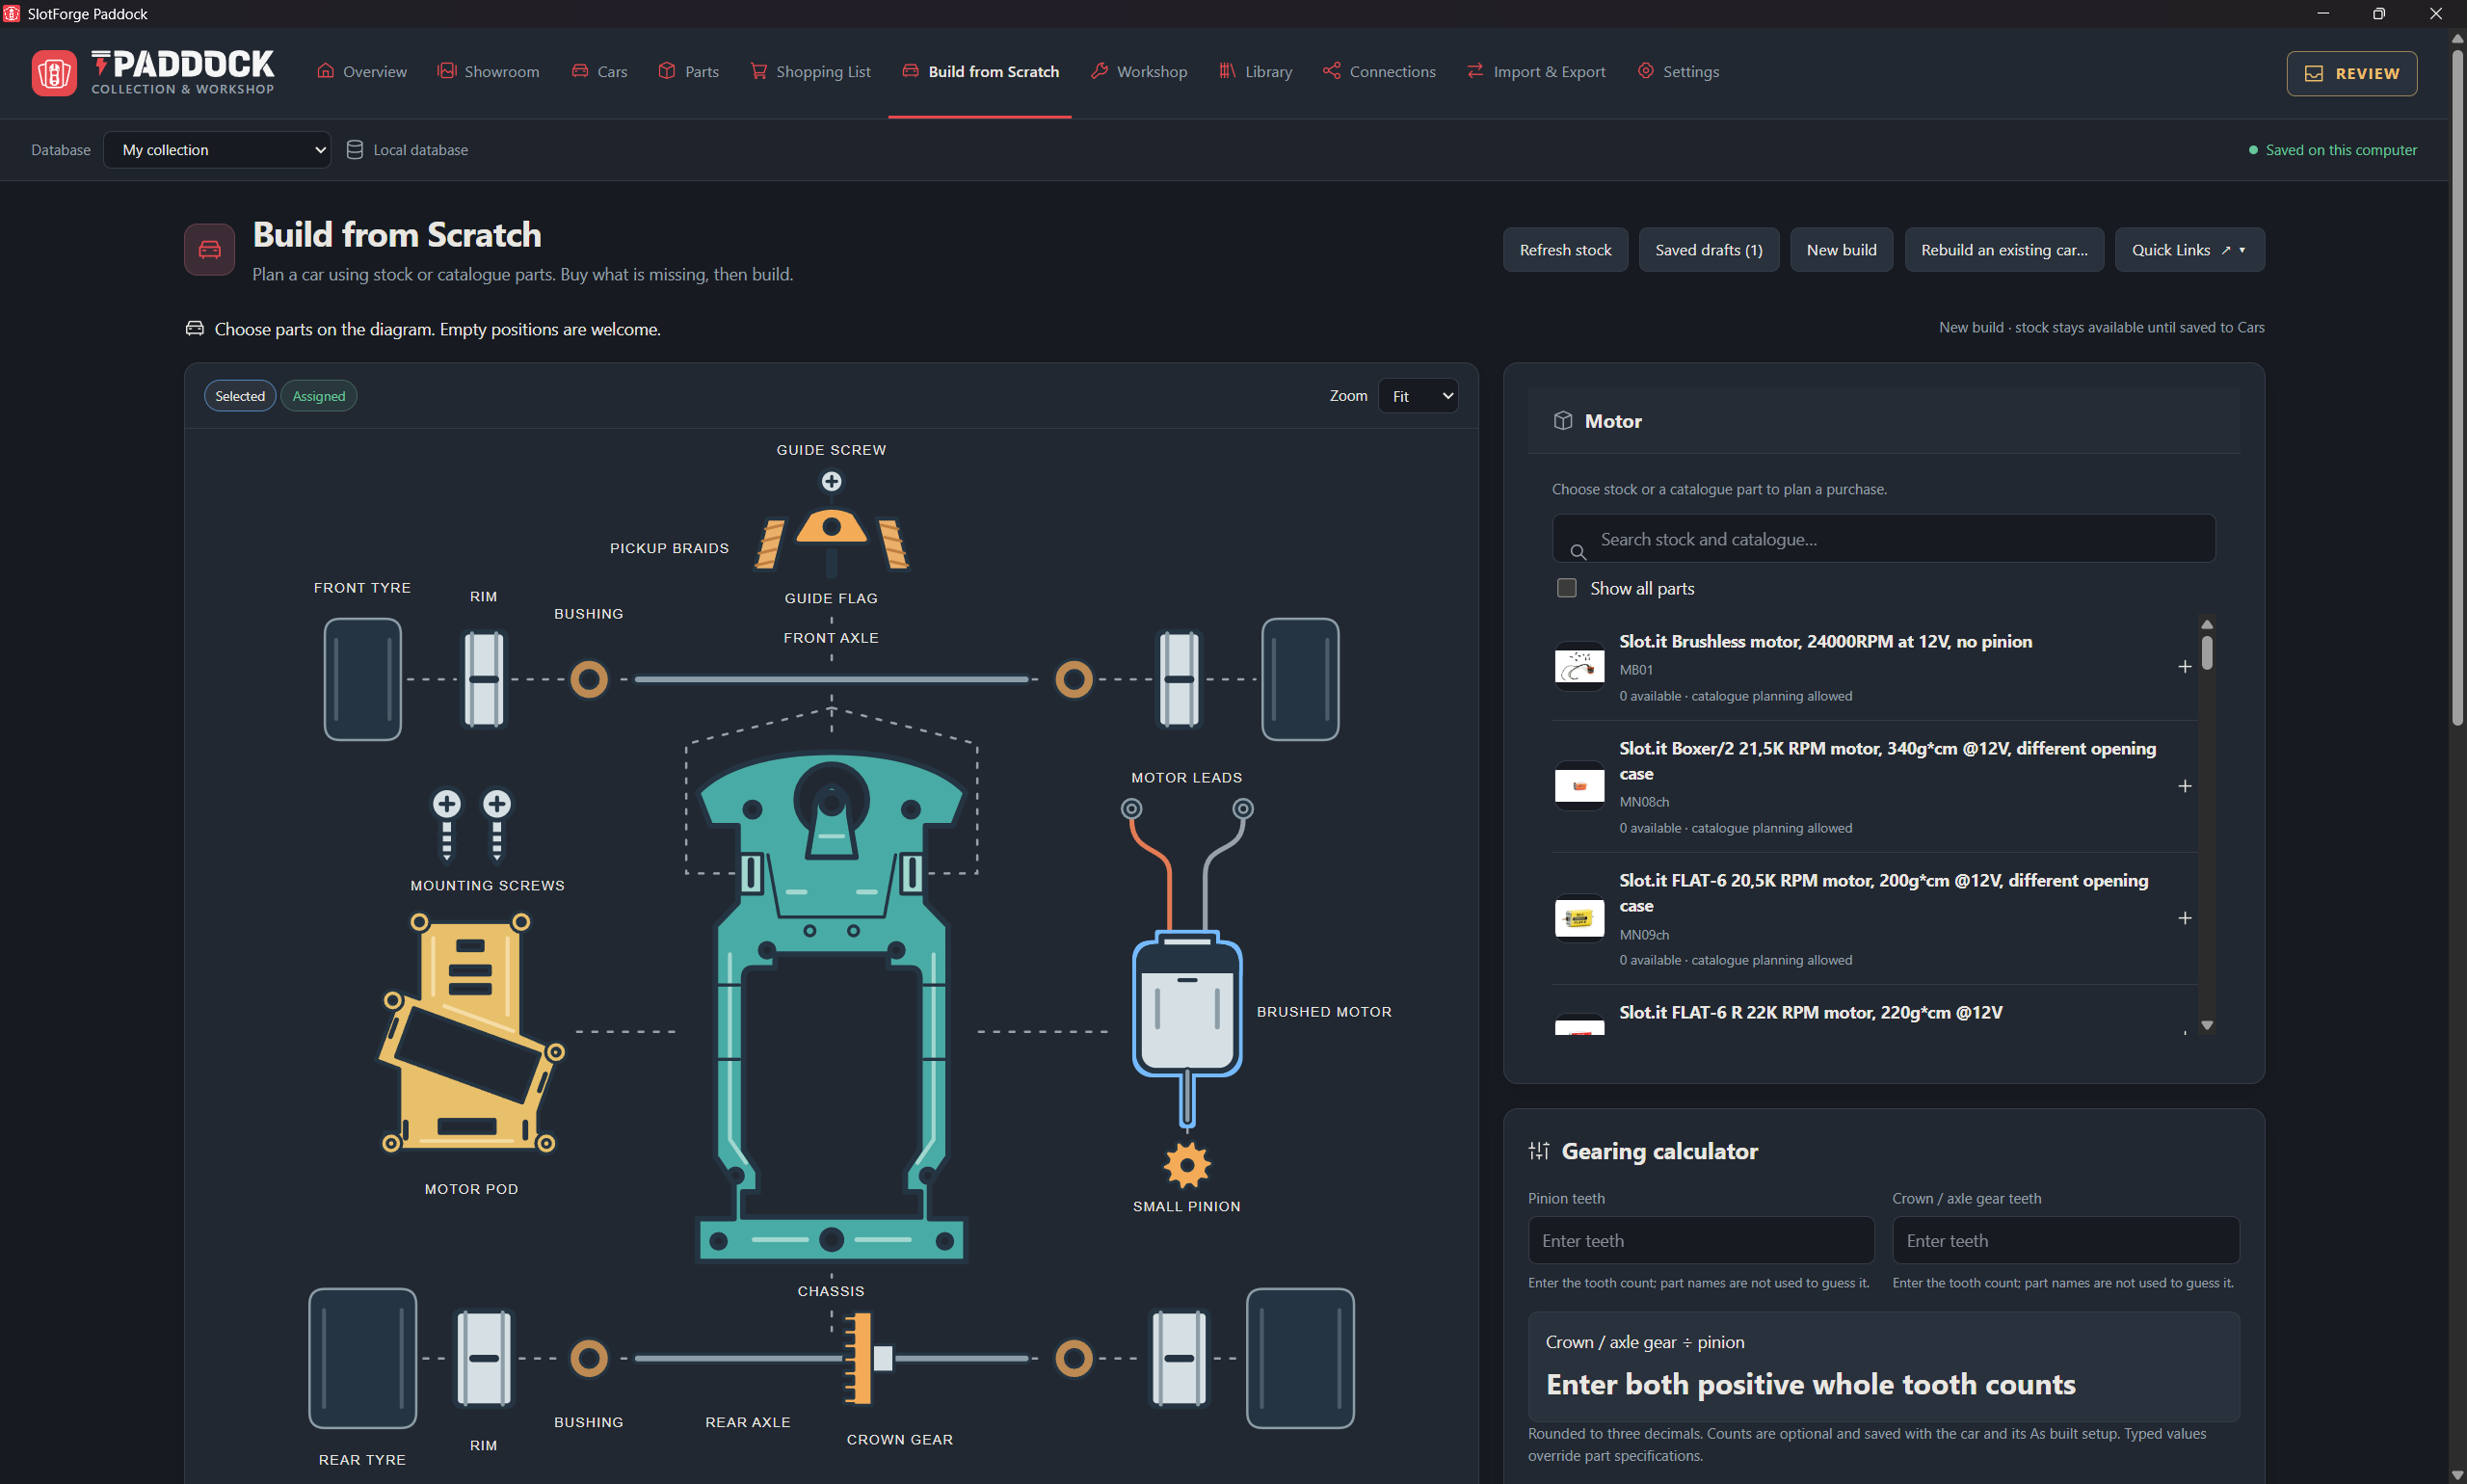 SlotForge Paddock
PADDOCK
COLLECTION & WORKSHOP
Overview
Showroom
Cars
Parts
Shopping List
Build from Scratch
Workshop
Library
Connections
Import & Export
Settings
REVIEW
Database
My collection
Local database
Saved on this computer
Build from Scratch
Plan a car using stock or catalogue parts. Buy what is missing, then build.
Refresh stock
Saved drafts (1)
New build
Rebuild an existing car...
Quick Links ↗ ▾
Choose parts on the diagram. Empty positions are welcome.
New build · stock stays available until saved to Cars
Selected
Assigned
Zoom
Fit
GUIDE SCREW
PICKUP BRAIDS
GUIDE FLAG
FRONT TYRE
RIM
BUSHING
FRONT AXLE
MOTOR LEADS
MOUNTING SCREWS
BRUSHED MOTOR
MOTOR POD
SMALL PINION
CHASSIS
BUSHING
REAR AXLE
CROWN GEAR
RIM
REAR TYRE
Motor
Choose stock or a catalogue part to plan a purchase.
Search stock and catalogue...
Show all parts
Slot.it Brushless motor, 24000RPM at 12V, no pinion
MB01
0 available · catalogue planning allowed
Slot.it Boxer/2 21,5K RPM motor, 340g*cm @12V, different opening
case
MN08ch
0 available · catalogue planning allowed
Slot.it FLAT-6 20,5K RPM motor, 200g*cm @12V, different opening
case
MN09ch
0 available · catalogue planning allowed
Slot.it FLAT-6 R 22K RPM motor, 220g*cm @12V
Gearing calculator
Pinion teeth
Crown / axle gear teeth
Enter teeth
Enter teeth
Enter the tooth count; part names are not used to guess it.
Enter the tooth count; part names are not used to guess it.
Crown / axle gear ÷ pinion
Enter both positive whole tooth counts
Rounded to three decimals. Counts are optional and saved with the car and its As built setup. Typed values
override part specifications.